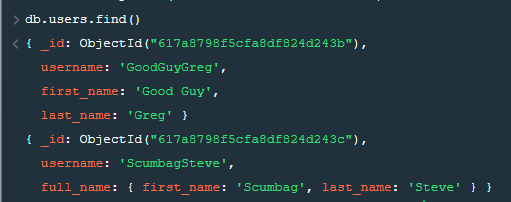 > db.users.find()
< { _id: ObjectId("617a8798f5cfa8df824d243b"),
username: 'GoodGuyGreg',
first_name: 'Good Guy',
last_name: 'Greg' }
{ _id: ObjectId("617a8798f5cfa8df824d243c"),
username: 'ScumbagSteve',
full_name: { first_name: 'Scumbag', last_name: 'Steve' } }